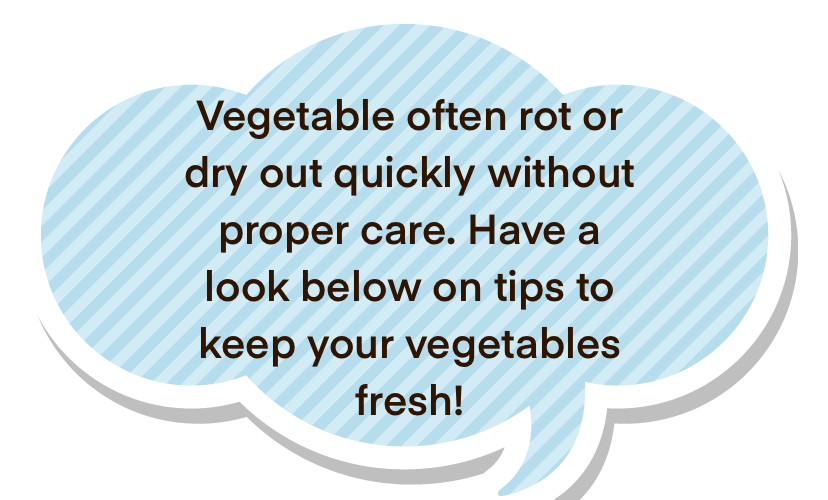 Vegetable often rot or
dry out quickly without
proper care. Have a
look below on tips to
keep your vegetables
fresh!